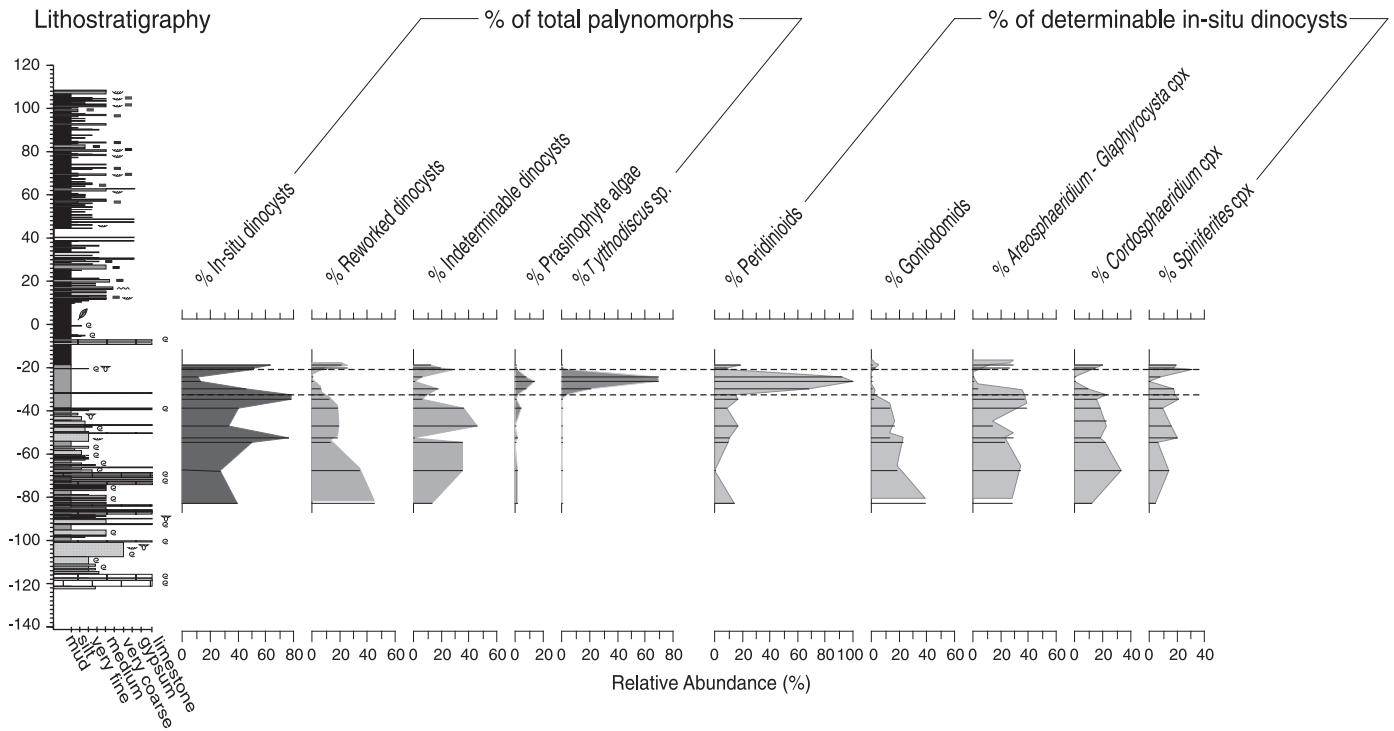 Lithostratigraphy
% of total palynomorphs
% of determinable in-situ dinocysts
% In-situ dinocysts
% Reworked dinocysts
% Indeterminable dinocysts
% Prasinophyte algae
% Tytthodiscus sp.
% Peridinioids
% Goniodomids
% Areosphaeridium - Glaphyrocysta cpx
% Cordosphaeridium cpx
% Spiniferites cpx
120
100
80
60
40
20
0
-20
-40
-60
-80
-100
-120
-140
mud
silt
very fine
medium
very coarse
gypsum
limestone
0 20 40 60 80
0 20 40 60
0 20 40 60
0 20
0 20 40 60 80
0 20 40 60 80 100
0 20 40 60
0 20 40 60
0 20 40
0 20 40
Relative Abundance (%)